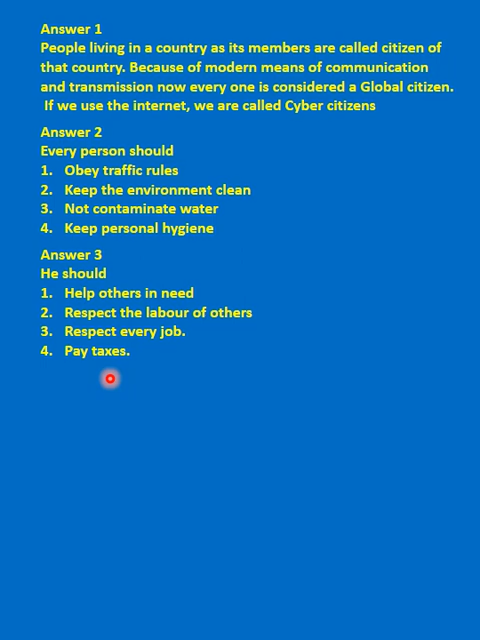 Answer 1
People living in a country as its members are called citizen of
that country. Because of modern means of communication
and transmission now every one is considered a Global citizen.
If we use the internet, we are called Cyber citizens
Answer 2
Every person should
1. Obey traffic rules
2. Keep the environment clean
3. Not contaminate water
4. Keep personal hygiene
Answer 3
He should
1. Help others in need
2. Respect the labour of others
3. Respect every job.
4. Pay taxes.